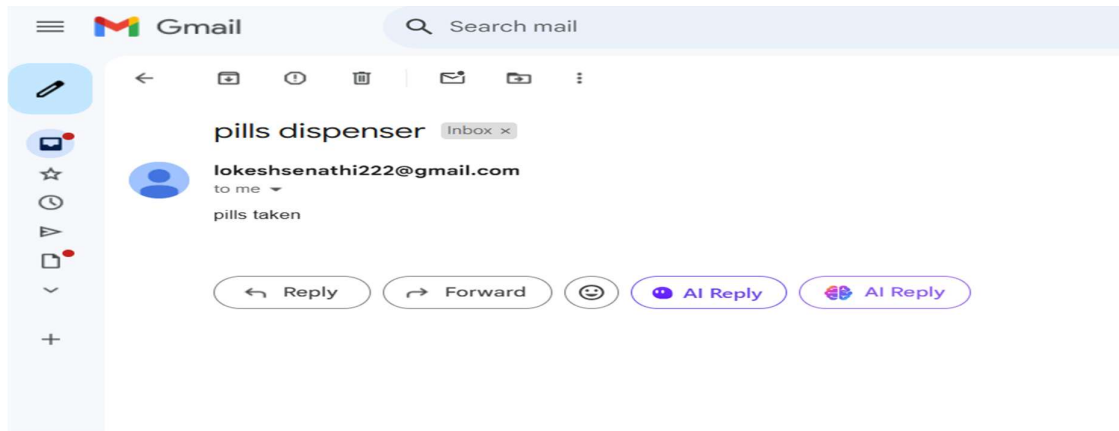 Gmail
Search mail
pills dispenser Inbox ×
lokeshsenathi222@gmail.com
to me
pills taken
Reply Forward AI Reply AI Reply